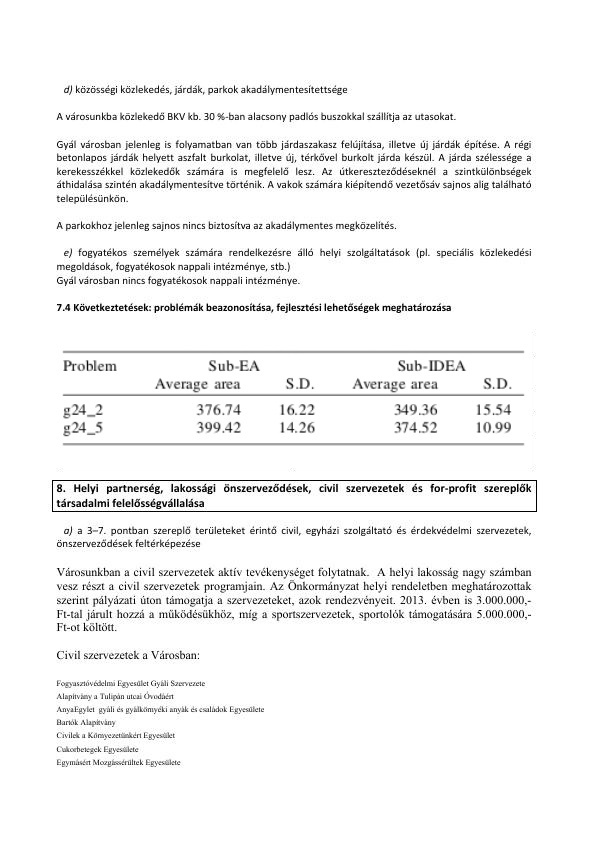 d) közösségi közlekedés, járdák, parkok akadálymentesítettsége
A városunkba közlekedő BKV kb. 30 %-ban alacsony padlós buszokkal szállítja az utasokat.
Gyál városban jelenleg is folyamatban van több járdaszakasz felújítása, illetve új járdák építése. A régi
betonlapos járdák helyett aszfalt burkolat, illetve új, térkővel burkolt járda készül. A járda szélessége a
kerekesszékkel közlekedők számára is megfelelő lesz. Az útkereszteződéseknél a szintkülönbségek
áthidalása szintén akadálymentesítve történik. A vakok számára kiépítendő vezetősáv sajnos alig található
településünkön.
A parkokhoz jelenleg sajnos nincs biztosítva az akadálymentes megközelítés.
e) fogyatékos személyek számára rendelkezésre álló helyi szolgáltatások (pl. speciális közlekedési
megoldások, fogyatékosok nappali intézménye, stb.)
Gyál városban nincs fogyatékosok nappali intézménye.
7.4 Következtetések: problémák beazonosítása, fejlesztési lehetőségek meghatározása
Problem Sub-EA Sub-IDEA
Average area S.D. Average area S.D.
g24_2 376.74 16.22 349.36 15.54
g24_5 399.42 14.26 374.52 10.99
8. Helyi partnerség, lakossági önszerveződések, civil szervezetek és for-profit szereplők
társadalmi felelősségvállalása
a) a 3–7. pontban szereplő területeket érintő civil, egyházi szolgáltató és érdekvédelmi szervezetek,
önszerveződések feltérképezése
Városunkban a civil szervezetek aktív tevékenységet folytatnak. A helyi lakosság nagy számban
vesz részt a civil szervezetek programjain. Az Önkormányzat helyi rendeletben meghatározottak
szerint pályázati úton támogatja a szervezeteket, azok rendezvényeit. 2013. évben is 3.000.000,-
Ft-tal járult hozzá a működésükhöz, míg a sportszervezetek, sportolók támogatására 5.000.000,-
Ft-ot költött.
Civil szervezetek a Városban:
Fogyasztóvédelmi Egyesület Gyáli Szervezete
Alapítvány a Tulipán utcai Óvodáért
AnyaEgylet gyáli és gyálkörnyéki anyák és családok Egyesülete
Bartók Alapítvány
Civilek a Környezetünkért Egyesület
Cukorbetegek Egyesülete
Egymásért Mozgássérültek Egyesülete